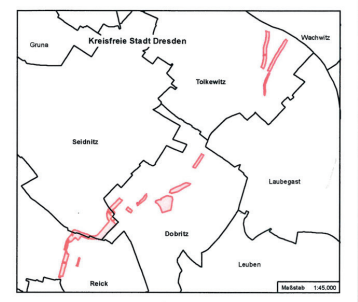 Kreisfreie Stadt Dresden
Gruna
Wachwitz
Tolkewitz
Seidnitz
Laubegast
Dobritz
Leuben
Reick
Maßstab 1:45.000